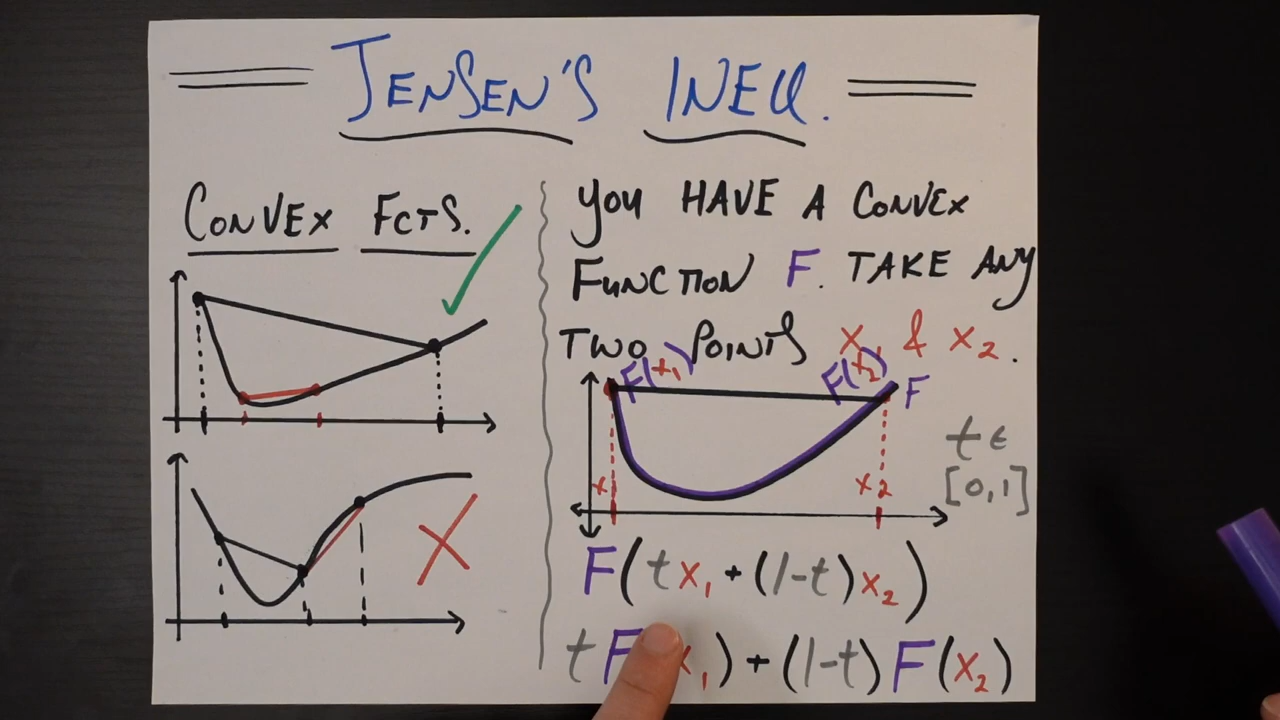 JENSEN'S INEQ.
CONVEX FCTS.
YOU HAVE A CONVEX
FUNCTION F. TAKE ANY
TWO POINTS x₁ & x₂.
F(x₁) F(x₂) F
t ∈
[0,1]
x₂
F(tx₁+(1-t)x₂)
tF x₁)+(1-t)F(x₂)